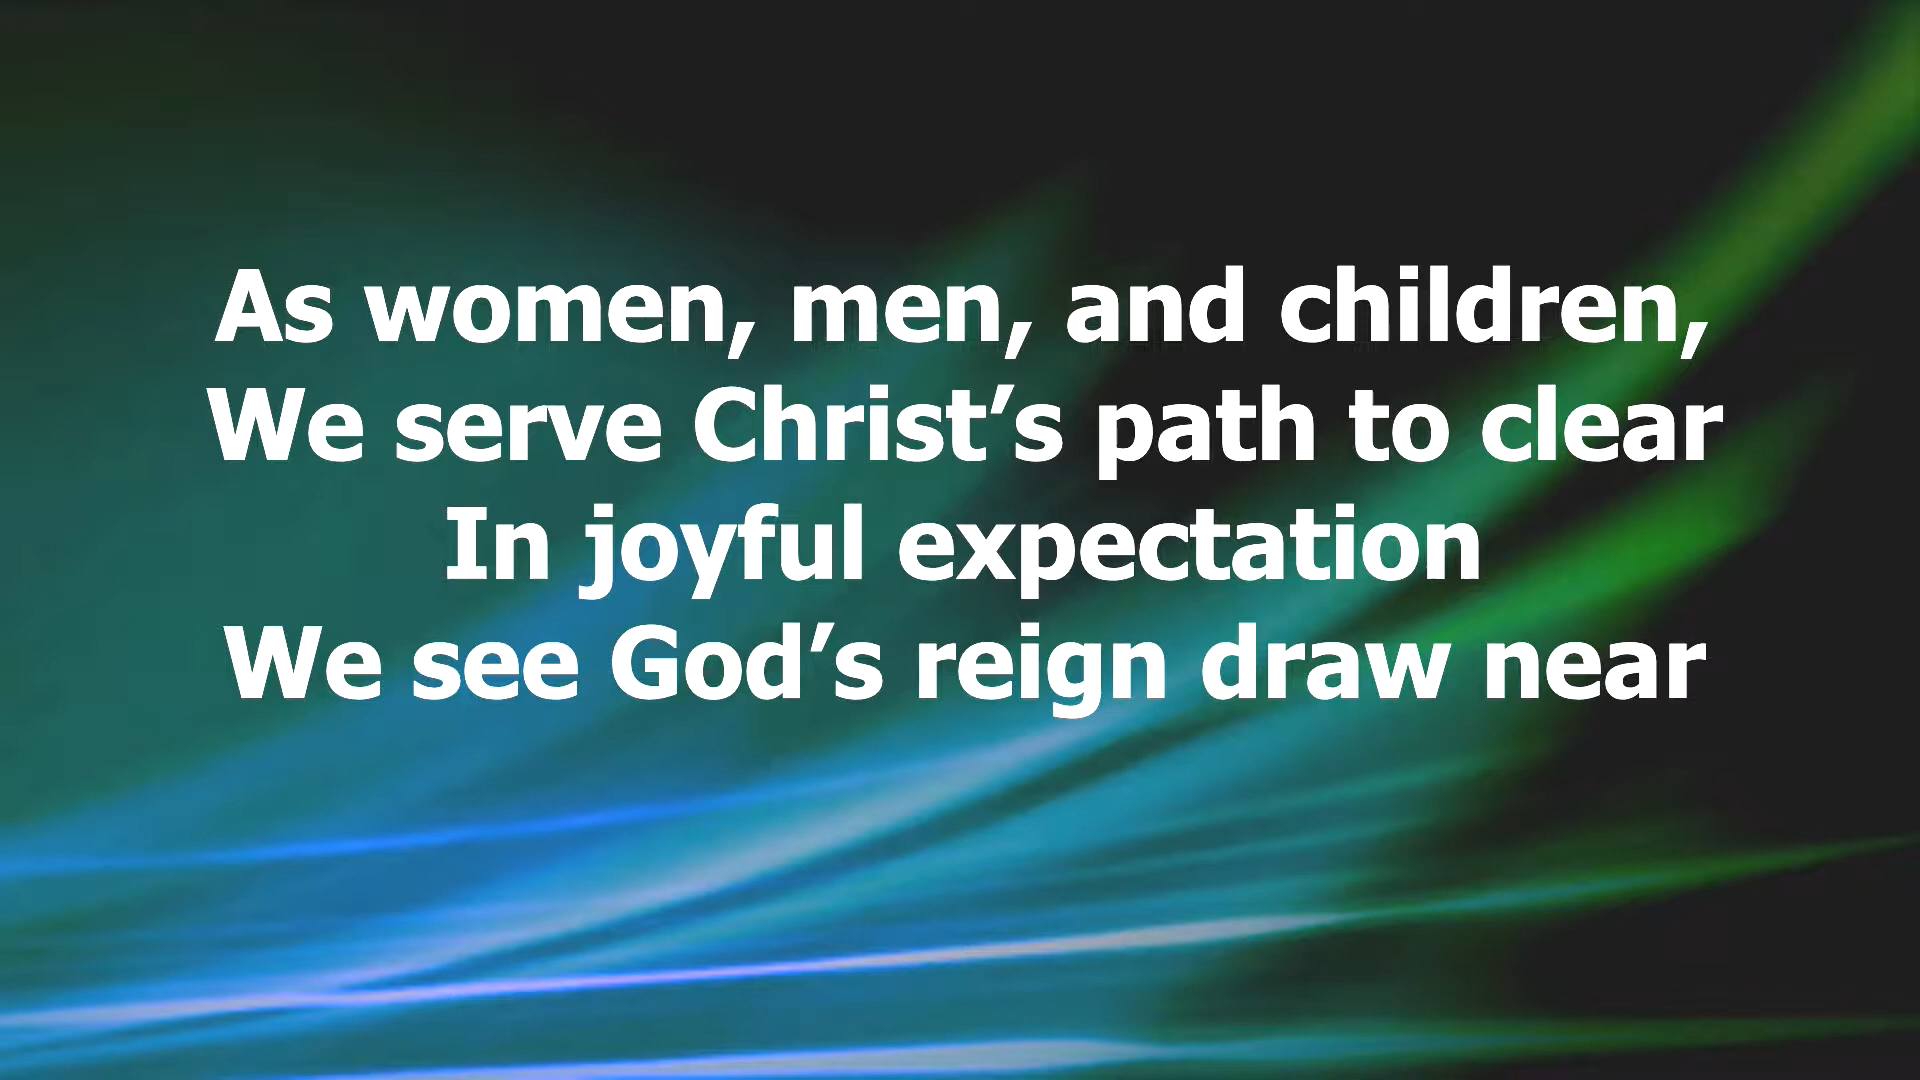 As women, men, and children,
We serve Christ’s path to clear
In joyful expectation
We see God’s reign draw near